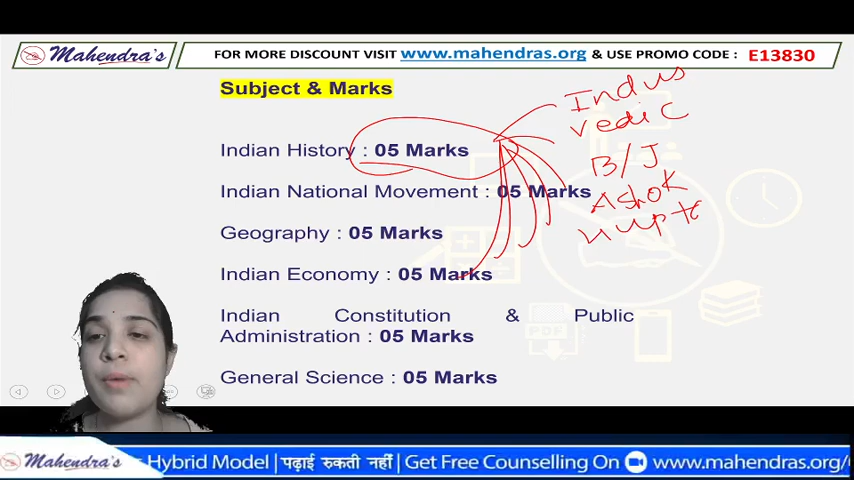 Mahendra's
FOR MORE DISCOUNT VISIT www.mahendras.org & USE PROMO CODE : E13830
Subject & Marks
Indian History : 05 Marks
Indian National Movement : 05 Marks
Geography : 05 Marks
Indian Economy : 05 Marks
Indian Constitution & Public
Administration : 05 Marks
General Science : 05 Marks
Indus
Vedic
B/J
Ashok
PDF
Mahendra's Hybrid Model | पढ़ाई रुकती नहीं | Get Free Counselling On www.mahendras.org/